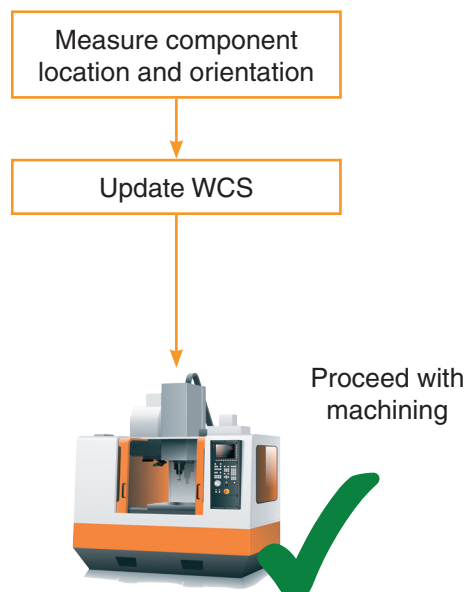 Measure component
location and orientation
Update WCS
Proceed with
machining